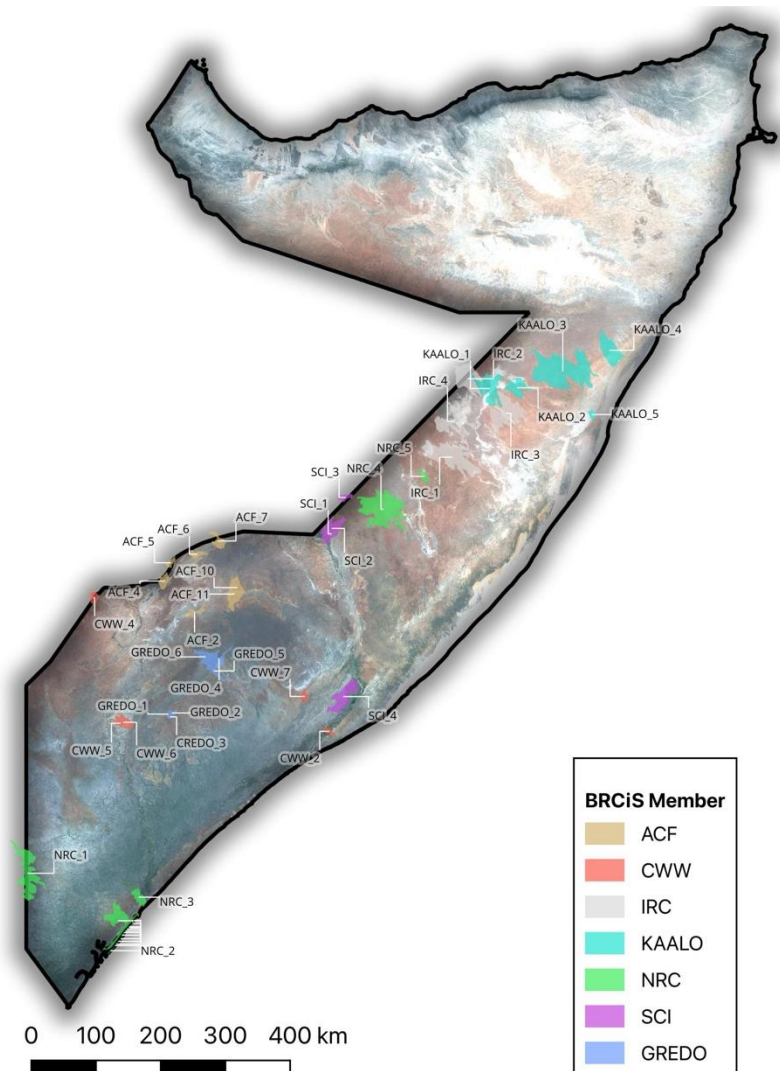 KAALO_3
KAALO_4
KAALO_1
IRC_2
IRC_4
KAALO_2
KAALO_5
IRC_3
NRC_5
NRC_4
IRC_1
SCI_3
SCI_1
SCI_2
ACF_7
ACF_6
ACF_5
ACF_10
ACF_4
ACF_11
CWW_4
ACF_2
GREDO_6
GREDO_5
CWW_7
GREDO_4
GREDO_1
GREDO_2
SCI_4
CREDO_3
CWW_5
CWW_6
CWW_2
NRC_1
NRC_3
NRC_2
0 100 200 300 400 km
BRCiS Member
ACF
CWW
IRC
KAALO
NRC
SCI
GREDO